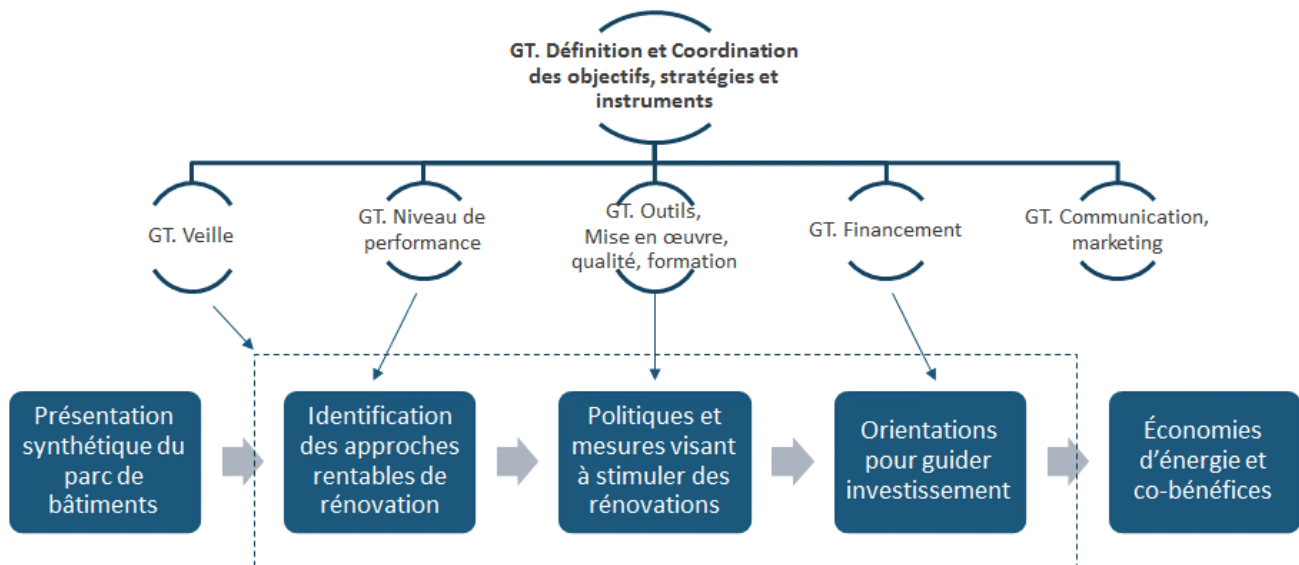 GT. Définition et Coordination
des objectifs, stratégies et
instruments
GT. Veille
GT. Niveau de
performance
GT. Outils,
Mise en œuvre,
qualité, formation
GT. Financement
GT. Communication,
marketing
Présentation
synthétique du
parc de
bâtiments
Identification
des approches
rentables de
rénovation
Politiques et
mesures visant
à stimuler des
rénovations
Orientations
pour guider
investissement
Économies
d’énergie et
co-bénéfices